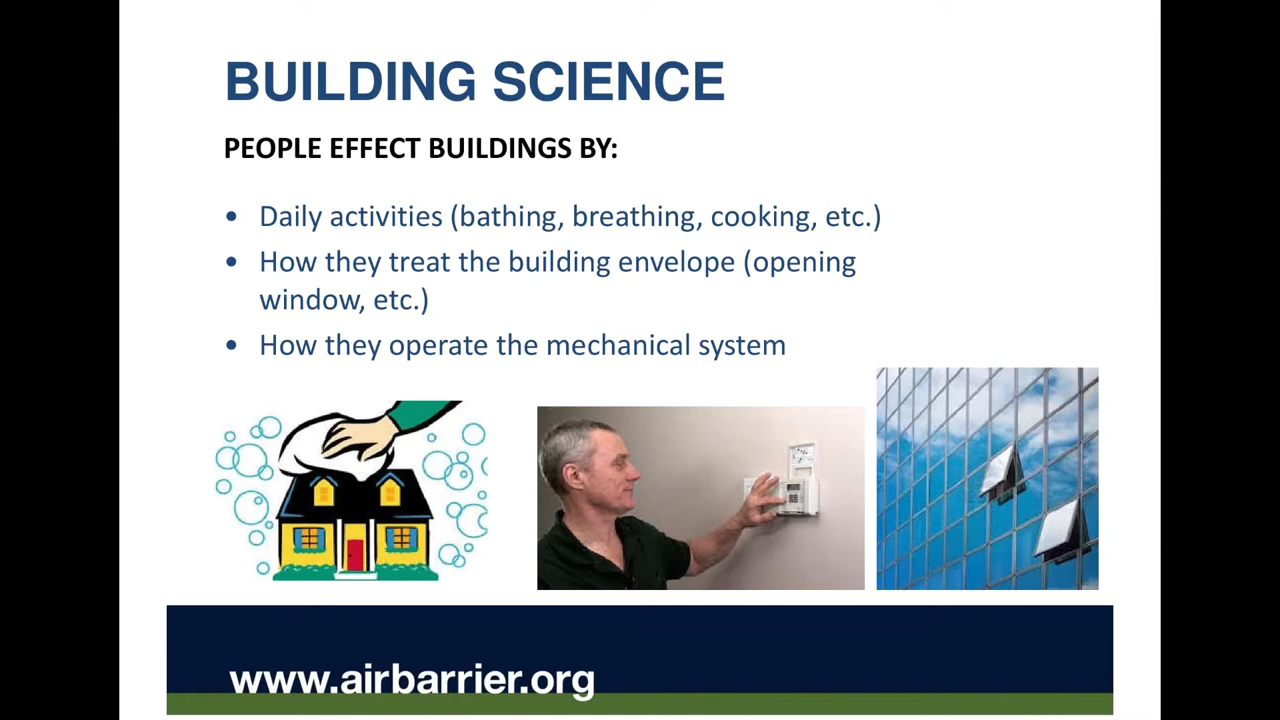 BUILDING SCIENCE
PEOPLE EFFECT BUILDINGS BY:
• Daily activities (bathing, breathing, cooking, etc.)
• How they treat the building envelope (opening
window, etc.)
• How they operate the mechanical system
www.airbarrier.org